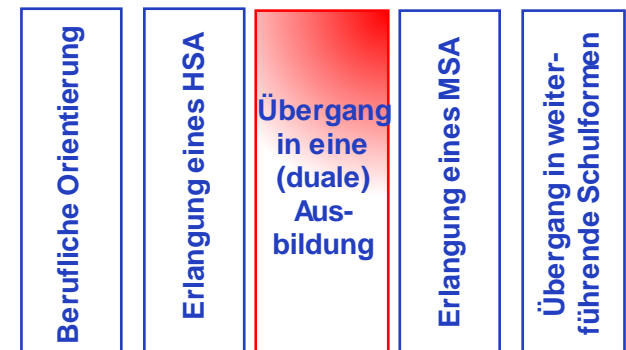 Berufliche Orientierung
Erlangung eines HSA
Übergang
in eine
(duale)
Aus-
bildung
Erlangung eines MSA
Übergang in weiter-
führende Schulformen